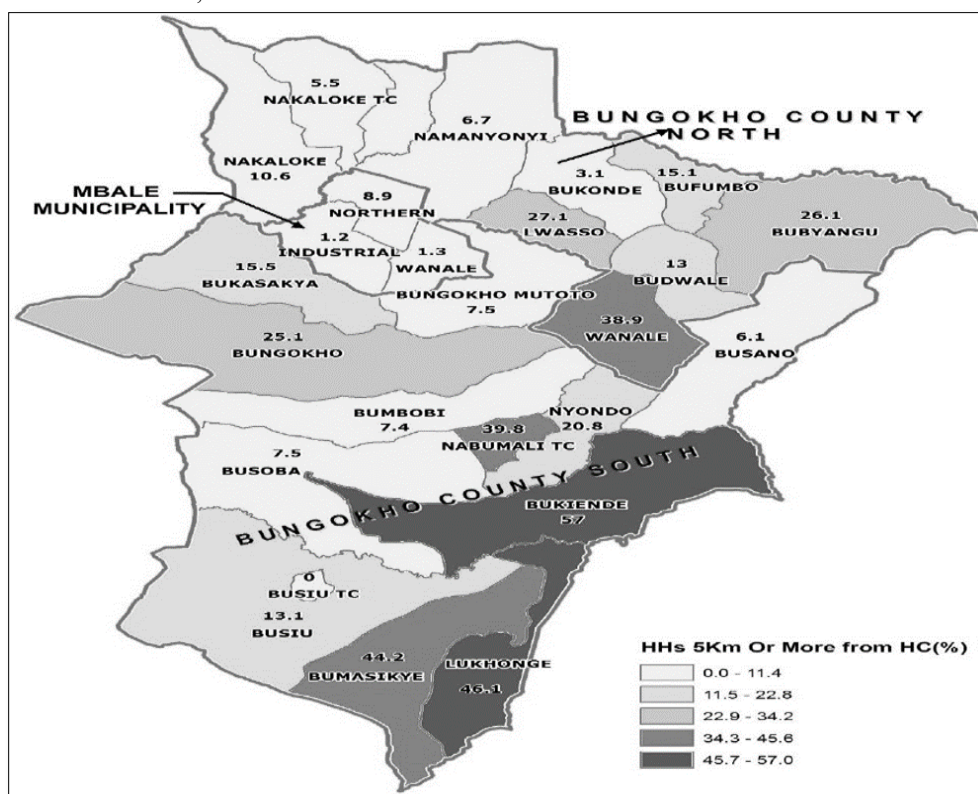 5.5
NAKALOKE TC
6.7
NAMANYONYI
BUNGOKHO COUNTY
NORTH
NAKALOKE
10.6
3.1
BUKONDE
15.1
BUFUMBO
MBALE
MUNICIPALITY
8.9
NORTHERN
27.1
LWASSO
26.1
BUBYANGU
1.2
INDUSTRIAL
1.3
WANALE
15.5
BUKASAKYA
13
BUDWALE
BUNGOKHO MUTOTO
7.5
38.9
WANALE
6.1
BUSANO
25.1
BUNGOKHO
BUMBOBI
7.4
NYONDO
20.8
39.8
NABUMALI TC
7.5
BUSOBA
BUNGOKHO COUNTY SOUTH
BUKIENDE
57
0
BUSIU TC
13.1
BUSIU
44.2
BUMASIKYE
LUKHONGE
46.1
HHs 5Km Or More from HC(%)
0.0 - 11.4
11.5 - 22.8
22.9 - 34.2
34.3 - 45.6
45.7 - 57.0